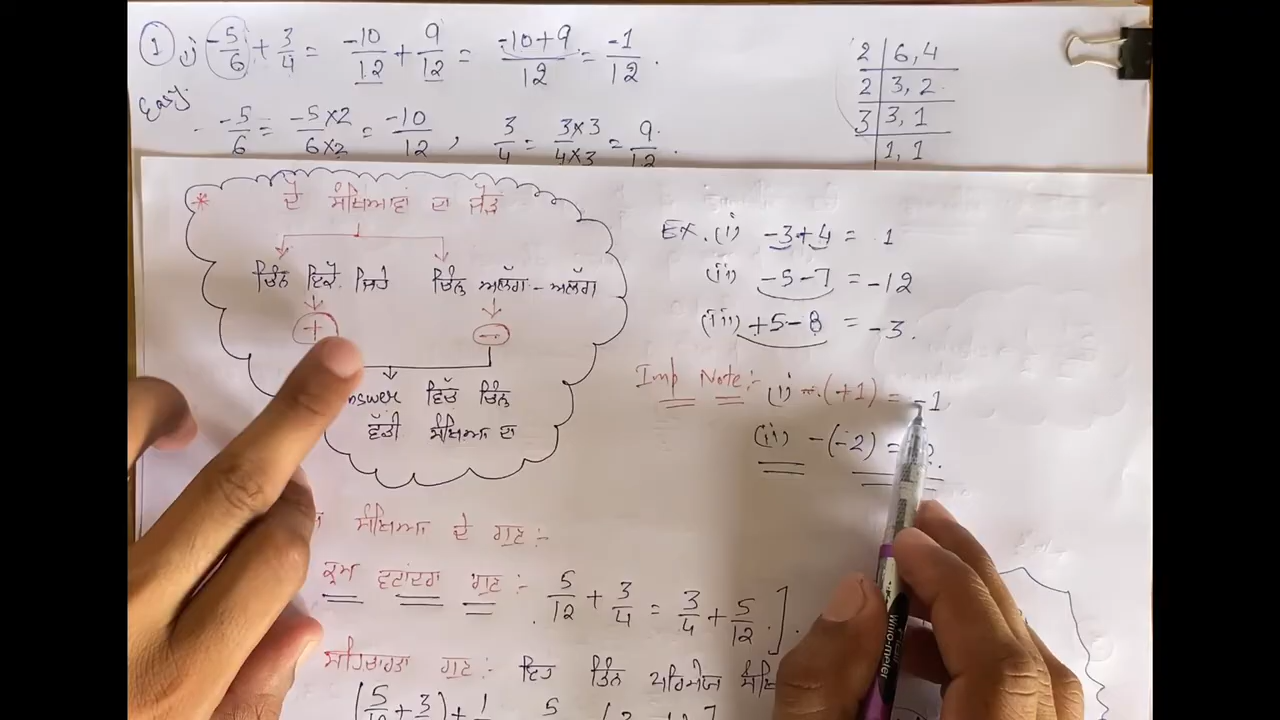 ① i) -5/6 + 3/4 = -10/12 + 9/12 = -10+9/12 = -1/12 .
Easy
-5/6 = -5×2/6×2 = -10/12 , 3/4 = 3×3/4×3 = 9/12 .
2 | 6, 4
2 | 3, 2
3 | 3, 1
1, 1
* ਦੋ ਸੰਖਿਆਵਾਂ ਦਾ ਜੋੜ
ਚਿੰਨ੍ਹ ਇਕੋ ਜਿਹੇ ਚਿੰਨ੍ਹ ਅਲੱਗ-ਅਲੱਗ
+ -
ਵਿੱਚ ਚਿੰਨ੍ਹ
ਵੱਡੀ ਸੰਖਿਆ ਦਾ
Ex. (i) -3+4 = 1
(ii) -5-7 = -12
(iii) +5-8 = -3.
Imp Note:- (i) -(+1) = -1
(ii) -(-2) =
ਸੰਖਿਆ ਦੇ ਗੁਣ :-
ਕ੍ਰਮ ਵਟਾਂਦਰਾ ਗੁਣ :- 5/12 + 3/4 = 3/4 + 5/12 . ]
ਸਹਿਚਾਰਤਾ ਗੁਣ :- ਇਹ ਤਿੰਨ ਪਰਿਮੇਯ